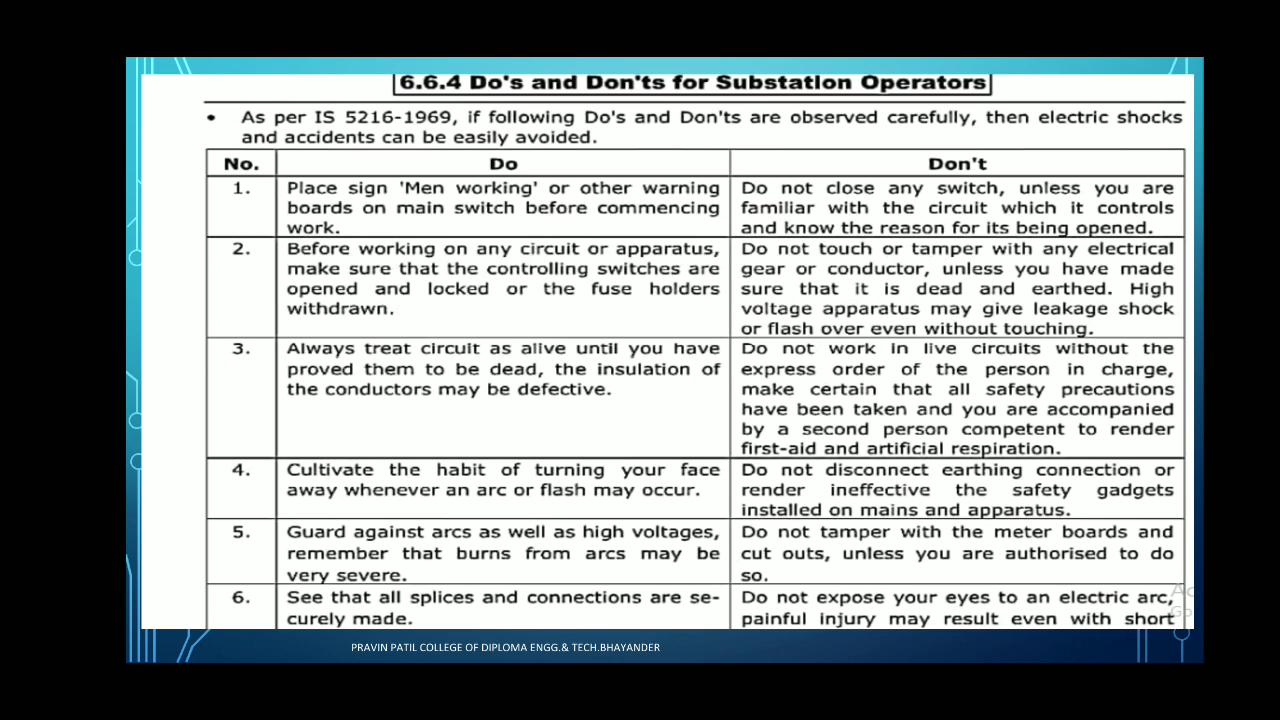 6.6.4 Do's and Don'ts for Substation Operators
• As per IS 5216-1969, if following Do's and Don'ts are observed carefully, then electric shocks
and accidents can be easily avoided.
No. Do Don't
1.
Place sign 'Men working' or other warning
boards on main switch before commencing
work.
Do not close any switch, unless you are
familiar with the circuit which it controls
and know the reason for its being opened.
2.
Before working on any circuit or apparatus,
make sure that the controlling switches are
opened and locked or the fuse holders
withdrawn.
Do not touch or tamper with any electrical
gear or conductor, unless you have made
sure that it is dead and earthed. High
voltage apparatus may give leakage shock
or flash over even without touching.
3.
Always treat circuit as alive until you have
proved them to be dead, the insulation of
the conductors may be defective.
Do not work in live circuits without the
express order of the person in charge,
make certain that all safety precautions
have been taken and you are accompanied
by a second person competent to render
first-aid and artificial respiration.
4.
Cultivate the habit of turning your face
away whenever an arc or flash may occur.
Do not disconnect earthing connection or
render ineffective the safety gadgets
installed on mains and apparatus.
5.
Guard against arcs as well as high voltages,
remember that burns from arcs may be
very severe.
Do not tamper with the meter boards and
cut outs, unless you are authorised to do
so.
6.
See that all splices and connections are se-
curely made.
Do not expose your eyes to an electric arc,
painful injury may result even with short
PRAVIN PATIL COLLEGE OF DIPLOMA ENGG.& TECH.BHAYANDER